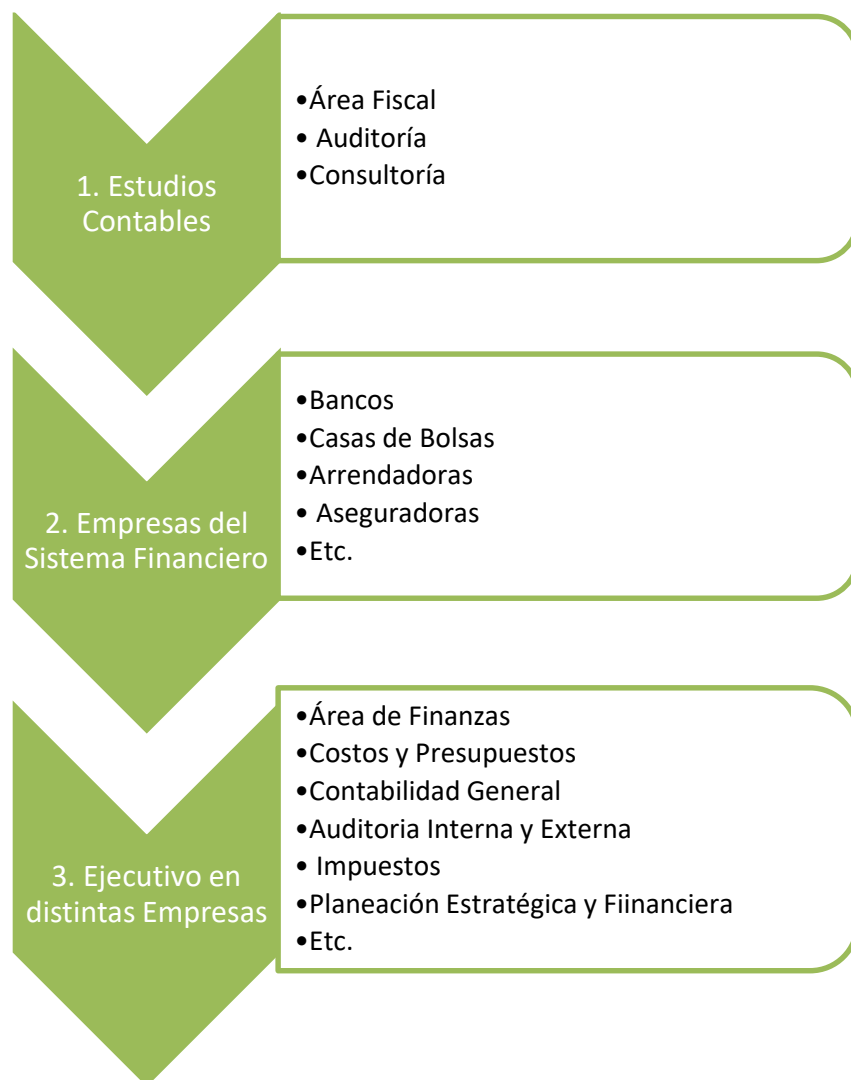 1. Estudios
Contables
•Área Fiscal
• Auditoría
•Consultoría
2. Empresas del
Sistema Financiero
•Bancos
•Casas de Bolsas
•Arrendadoras
• Aseguradoras
•Etc.
3. Ejecutivo en
distintas Empresas
•Área de Finanzas
•Costos y Presupuestos
•Contabilidad General
•Auditoria Interna y Externa
• Impuestos
•Planeación Estratégica y Fiinanciera
•Etc.